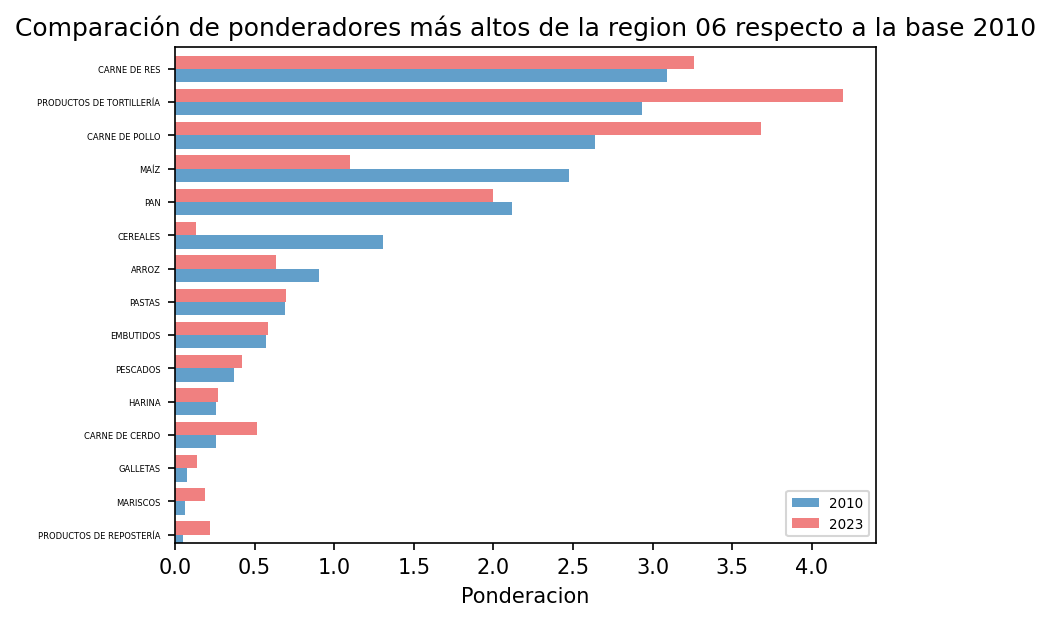 Comparación de ponderadores más altos de la region 06 respecto a la base 2010
CARNE DE RES
PRODUCTOS DE TORTILLERÍA
CARNE DE POLLO
MAÍZ
PAN
CEREALES
ARROZ
PASTAS
EMBUTIDOS
PESCADOS
HARINA
CARNE DE CERDO
GALLETAS
MARISCOS
PRODUCTOS DE REPOSTERÍA
2010
2023
0.0 0.5 1.0 1.5 2.0 2.5 3.0 3.5 4.0
Ponderacion